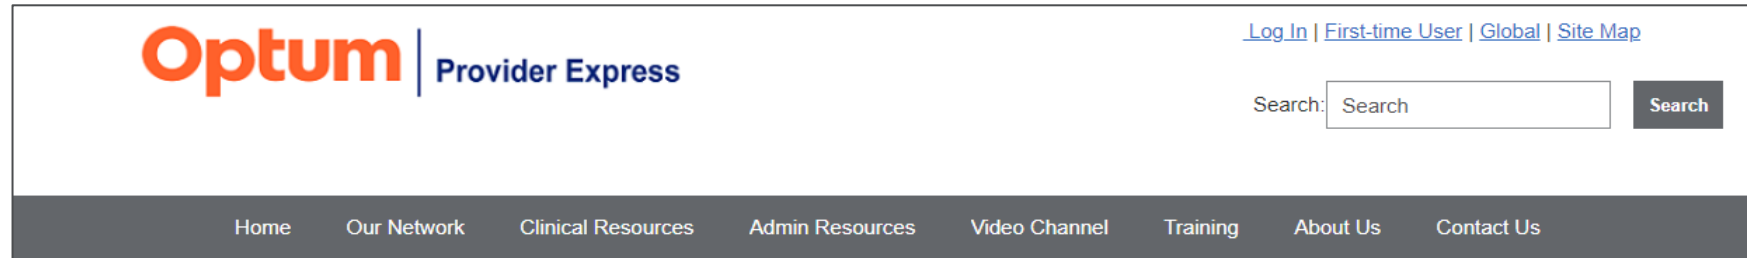 Log In | First-time User | Global | Site Map
Optum | Provider Express
Search: Search Search
Home Our Network Clinical Resources Admin Resources Video Channel Training About Us Contact Us